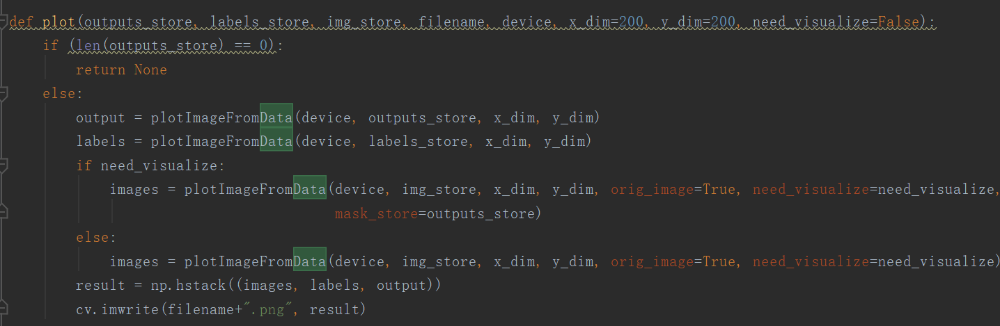 def plot(outputs_store, labels_store, img_store, filename, device, x_dim=200, y_dim=200, need_visualize=False):
    if (len(outputs_store) == 0):
        return None
    else:
        output = plotImageFromData(device, outputs_store, x_dim, y_dim)
        labels = plotImageFromData(device, labels_store, x_dim, y_dim)
        if need_visualize:
            images = plotImageFromData(device, img_store, x_dim, y_dim, orig_image=True, need_visualize=need_visualize,
                                       mask_store=outputs_store)
        else:
            images = plotImageFromData(device, img_store, x_dim, y_dim, orig_image=True, need_visualize=need_visualize)
        result = np.hstack((images, labels, output))
        cv.imwrite(filename+".png", result)